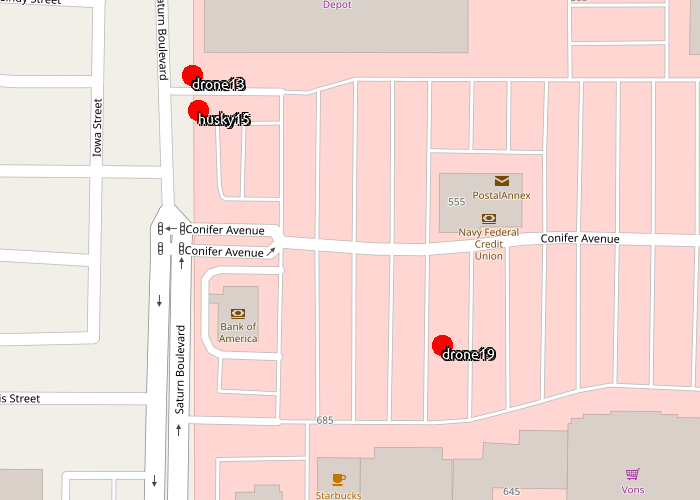 Depot
Saturn Boulevard
drone13
husky15
Iowa Street
555
PostalAnnex
Navy Federal
Credit
Union
Conifer Avenue
Conifer Avenue
Conifer Avenue
Bank of
America
drone19
Saturn Boulevard
Street
685
Starbucks
645
Vons